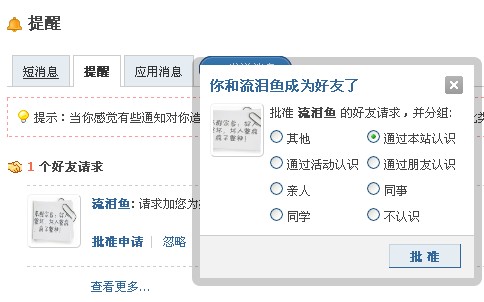 提醒
短消息 提醒 应用消息
提示：当你感觉有些通知对你造
1 个好友请求
流泪鱼: 请求加您为
批准申请 | 忽略
查看更多...
你和流泪鱼成为好友了
批准 流泪鱼 的好友请求，并分组:
其他 通过本站认识
通过活动认识 通过朋友认识
亲人 同事
同学 不认识
批 准